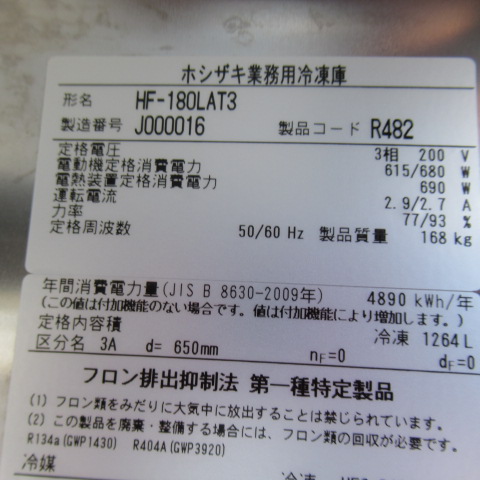 ホシザキ業務用冷凍庫
形名 HF-180LAT3
製造番号 J000016 製品コード R482
定格電圧 3相 200 V
電動機定格消費電力 615/680 W
電熱装置定格消費電力 690 W
運転電流 2.9/2.7 A
力率 77/93 %
定格周波数 50/60 Hz 製品質量 168 kg
年間消費電力量(JIS B 8630-2009年) 4890 kWh/年
(この値は付加機能のない場合です。値は付加機能により増加します。)
定格内容積 冷凍 1264L
区分名 3A d= 650mm nF=0 dF=0
フロン排出抑制法 第一種特定製品
(1) フロン類をみだりに大気中に放出することは禁じられています。
(2) この製品を廃棄・整備する場合には、フロン類の回収が必要です。
R134a(GWP1430) R404A(GWP3920)
冷媒